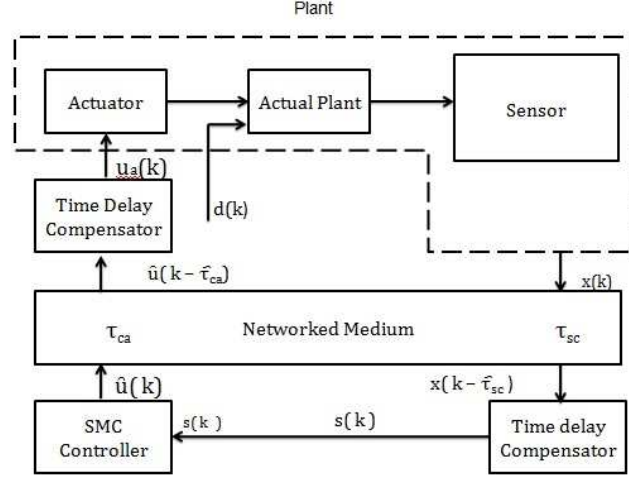 Plant
Actuator
Actual Plant
Sensor
uₐ(k)
d(k)
Time Delay
Compensator
û(k-τ̂ca)
x(k)
τca
Networked Medium
τsc
û(k)
x(k-τ̂sc)
SMC
Controller
s(k )
s(k)
Time delay
Compensator